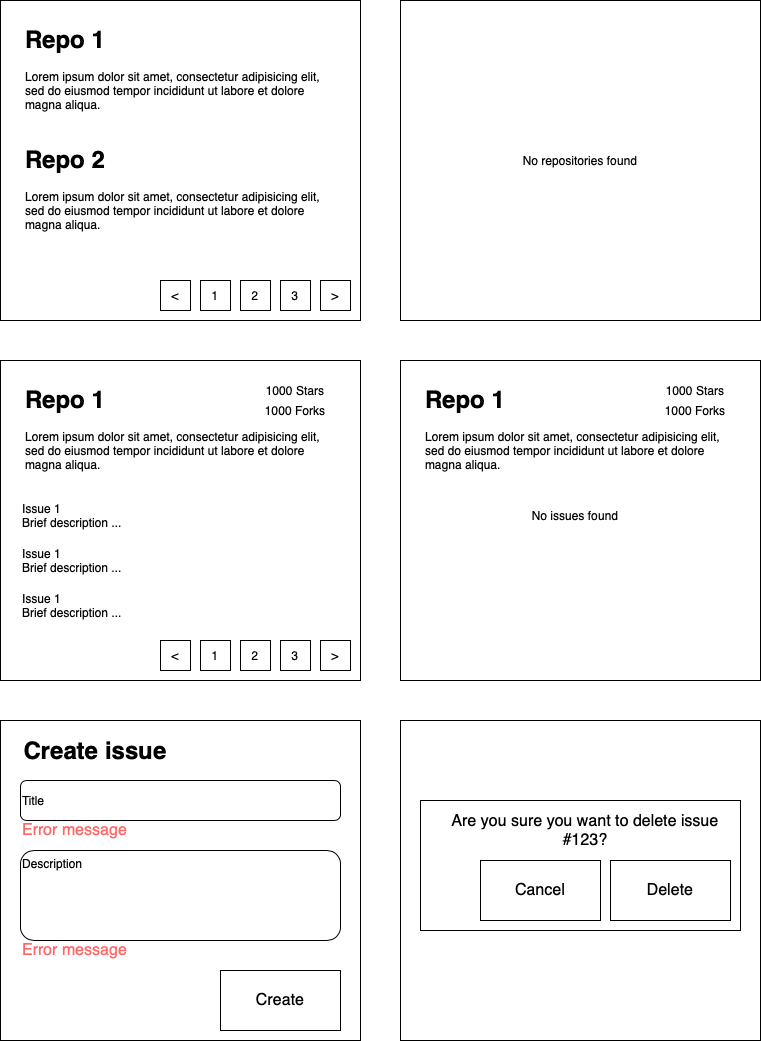 Repo 1
Lorem ipsum dolor sit amet, consectetur adipisicing elit,
sed do eiusmod tempor incididunt ut labore et dolore
magna aliqua.
Repo 2
Lorem ipsum dolor sit amet, consectetur adipisicing elit,
sed do eiusmod tempor incididunt ut labore et dolore
magna aliqua.
< 1 2 3 >
No repositories found
Repo 1
1000 Stars
1000 Forks
Lorem ipsum dolor sit amet, consectetur adipisicing elit,
sed do eiusmod tempor incididunt ut labore et dolore
magna aliqua.
Issue 1
Brief description ...
Issue 1
Brief description ...
Issue 1
Brief description ...
< 1 2 3 >
Repo 1
1000 Stars
1000 Forks
Lorem ipsum dolor sit amet, consectetur adipisicing elit,
sed do eiusmod tempor incididunt ut labore et dolore
magna aliqua.
No issues found
Create issue
Title
Error message
Description
Error message
Create
Are you sure you want to delete issue
#123?
Cancel Delete